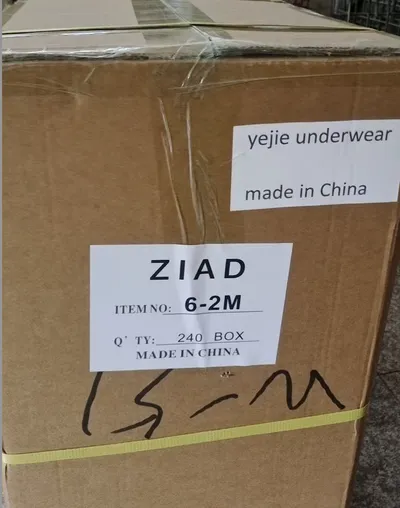 yejie underwear
made in China
ZIAD
ITEM NO: 6-2M
Q' TY: 240 BOX
MADE IN CHINA